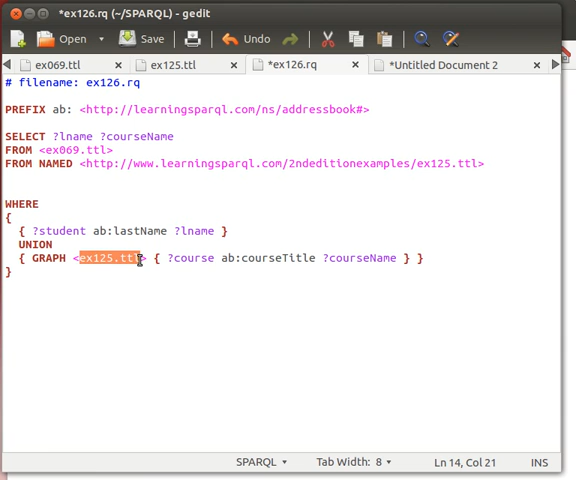 *ex126.rq (~/SPARQL) - gedit
Open Save Undo
ex069.ttl ex125.ttl *ex126.rq *Untitled Document 2
# filename: ex126.rq
PREFIX ab: <http://learningsparql.com/ns/addressbook#>
SELECT ?lname ?courseName
FROM <ex069.ttl>
FROM NAMED <http://www.learningsparql.com/2ndeditionexamples/ex125.ttl>
WHERE
{
{ ?student ab:lastName ?lname }
UNION
{ GRAPH <ex125.ttl> { ?course ab:courseTitle ?courseName } }
}
SPARQL Tab Width: 8 Ln 14, Col 21 INS